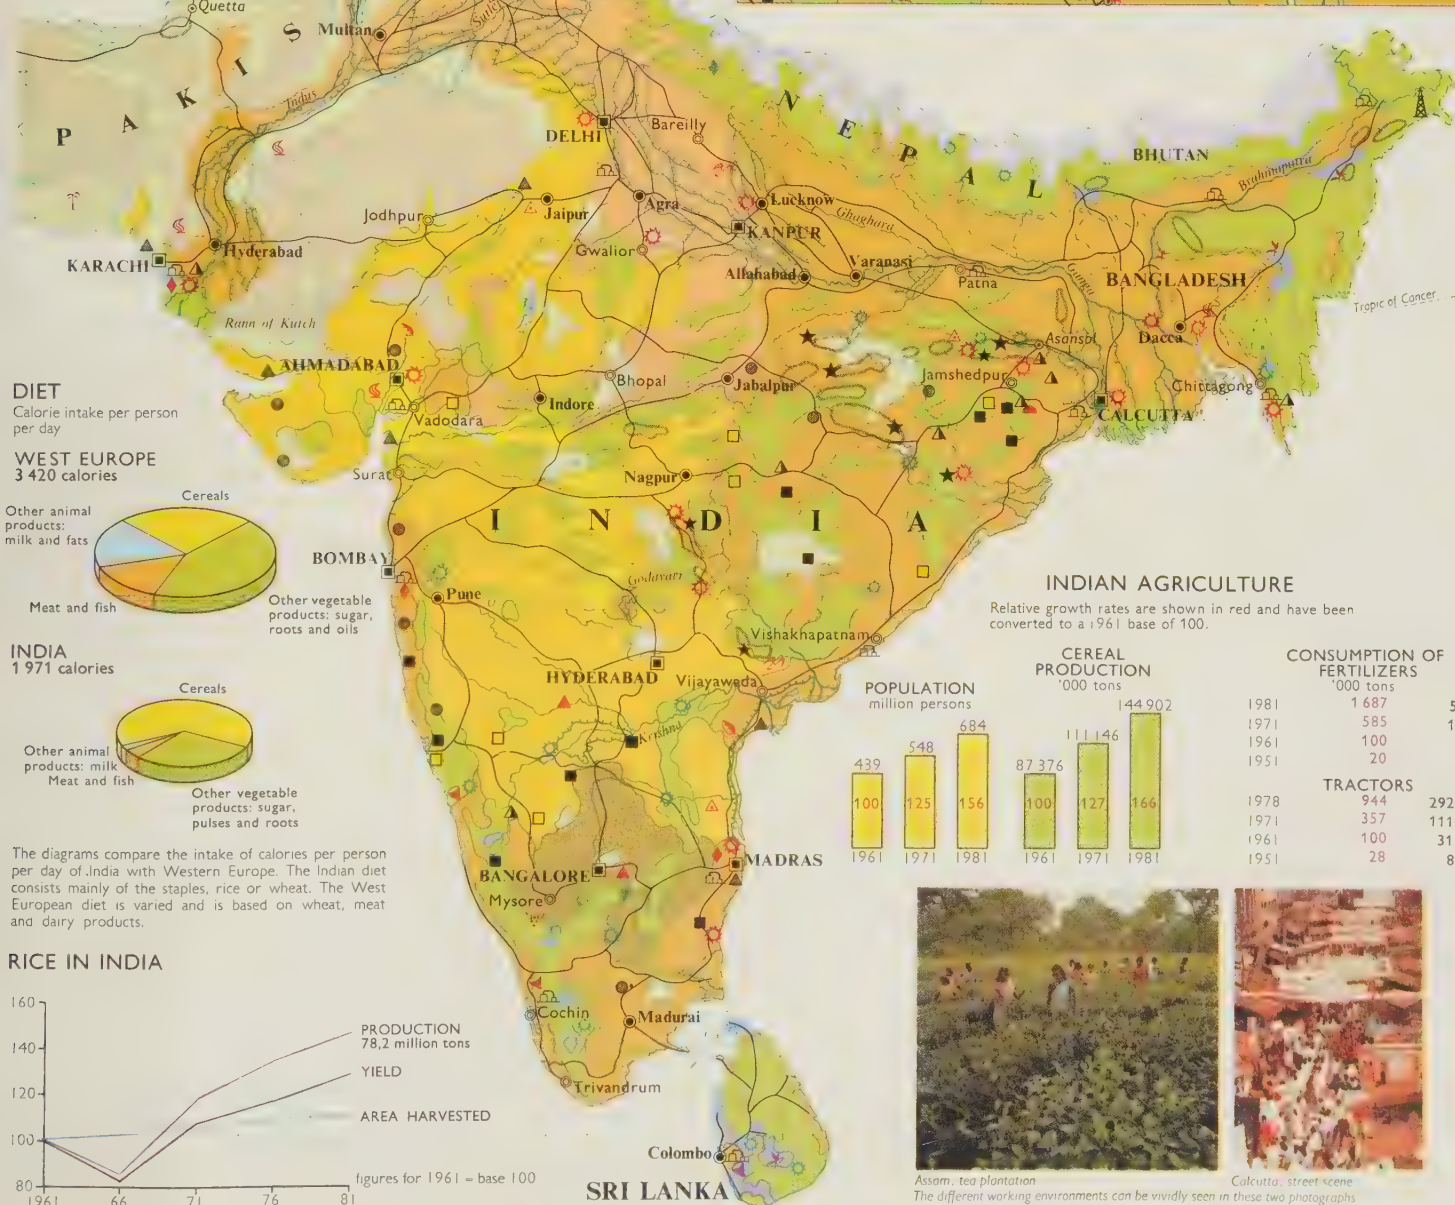 Quetta
Multan
Sutlej
PAKIS
Indus
DELHI
Bareilly
NEPAL
BHUTAN
Brahmaputra
Jodhpur
Jaipur
Agra
Lucknow
Ghaghara
KANPUR
Gwalior
Hyderabad
KARACHI
Allahabad
Varanasi
Patna
Ganga
BANGLADESH
Tropic of Cancer
Rann of Kutch
Asansol
Dacca
AHMADABAD
Bhopal
Jabalpur
Jamshedpur
Chittagong
Indore
Vadodara
CALCUTTA
Surat
Nagpur
INDIA
BOMBAY
Godavari
Pune
Vishakhapatnam
HYDERABAD
Vijayawada
Krishna
BANGALORE
MADRAS
Mysore
Cochin
Madurai
Trivandrum
Colombo
SRI LANKA
DIET
Calorie intake per person
per day
WEST EUROPE
3 420 calories
Cereals
Other animal
products:
milk and fats
Meat and fish
Other vegetable
products: sugar,
roots and oils
INDIA
1 971 calories
Cereals
Other animal
products: milk
Meat and fish
Other vegetable
products: sugar,
pulses and roots
The diagrams compare the intake of calories per person
per day of India with Western Europe. The Indian diet
consists mainly of the staples, rice or wheat. The West
European diet is varied and is based on wheat, meat
and dairy products.
RICE IN INDIA
160
140
120
100
80
1961 66 71 76 81
PRODUCTION
78,2 million tons
YIELD
AREA HARVESTED
figures for 1961 = base 100
INDIAN AGRICULTURE
Relative growth rates are shown in red and have been
converted to a 1961 base of 100.
POPULATION
million persons
439 548 684
100 125 156
1961 1971 1981
CEREAL
PRODUCTION
'000 tons
87 376 111 146 144 902
100 127 166
1961 1971 1981
CONSUMPTION OF
FERTILIZERS
'000 tons
1981 1 687 5
1971 585 1
1961 100
1951 20
TRACTORS
1978 944 292
1971 357 111
1961 100 31
1951 28 8
Assam, tea plantation
Calcutta, street scene
The different working environments can be vividly seen in these two photographs